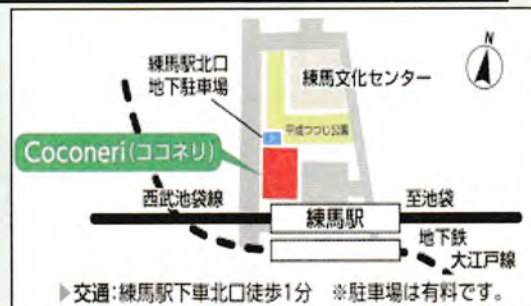 N
練馬駅北口
地下駐車場
練馬文化センター
P
平成つつじ公園
Coconeri(ココネリ)
西武池袋線
至池袋
練馬駅
地下鉄
大江戸線
▶交通:練馬駅下車北口徒歩1分 ※駐車場は有料です。